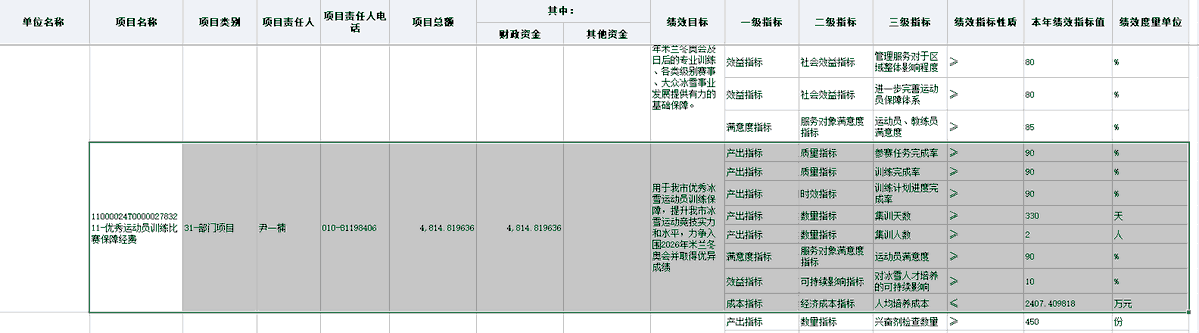 单位名称 项目名称 项目类别 项目责任人 项目责任人电话 项目总额 其中: 财政资金 其他资金 绩效目标 一级指标 二级指标 三级指标 绩效指标性质 本年绩效指标值 绩效度量单位
年米兰冬奥会及
日后的专业训练
、各类级别赛事
、大众冰雪事业
发展提供有力的
基础保障。
效益指标 社会效益指标 管理服务对于区域整体影响程度 ≥ 80 %
效益指标 社会效益指标 进一步完善运动员保障体系 ≥ 80 %
满意度指标 服务对象满意度指标 运动员、教练员满意度 ≥ 85 %
11000024T0000027832
11-优秀运动员训练比
赛保障经费
31-部门项目 尹一楠 010-81198406 4,814.819636 4,814.819636
用于我市优秀冰
雪运动员训练保
障，提升我市冰
雪运动竞技实力
和水平，力争入
围2026年米兰冬
奥会并取得优异
成绩
产出指标 质量指标 参赛任务完成率 ≥ 90 %
产出指标 质量指标 训练完成率 ≥ 90 %
产出指标 时效指标 训练计划进度完成率 ≥ 90 %
产出指标 数量指标 集训天数 ≥ 330 天
产出指标 数量指标 集训人数 ≥ 2 人
满意度指标 服务对象满意度指标 运动员满意度 ≥ 90 %
效益指标 可持续影响指标 对冰雪人才培养的可持续影响 ≥ 10 %
成本指标 经济成本指标 人均培养成本 ≤ 2407.409818 万元
产出指标 数量指标 兴奋剂检查数量 ≥ 450 份